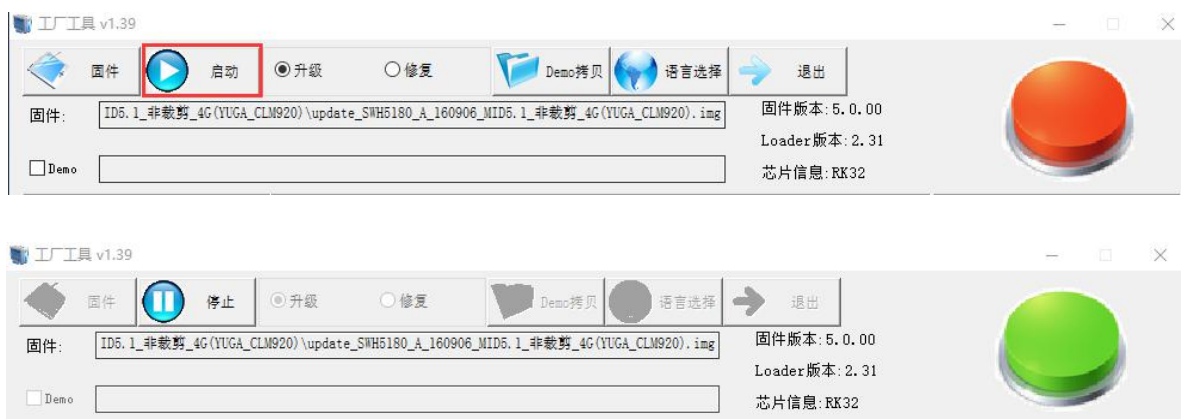 工厂工具 v1.39
固件 启动 升级 修复 Demo拷贝 语言选择 退出
固件: ID5.1_非裁剪_4G(YUGA_CLM920)\update_SWH5180_A_160906_MID5.1_非裁剪_4G(YUGA_CLM920).img 固件版本:5.0.00
Loader版本:2.31
Demo 芯片信息:RK32
工厂工具 v1.39
固件 停止 升级 修复 Demo拷贝 语言选择 退出
固件: ID5.1_非裁剪_4G(YUGA_CLM920)\update_SWH5180_A_160906_MID5.1_非裁剪_4G(YUGA_CLM920).img 固件版本:5.0.00
Loader版本:2.31
Demo 芯片信息:RK32